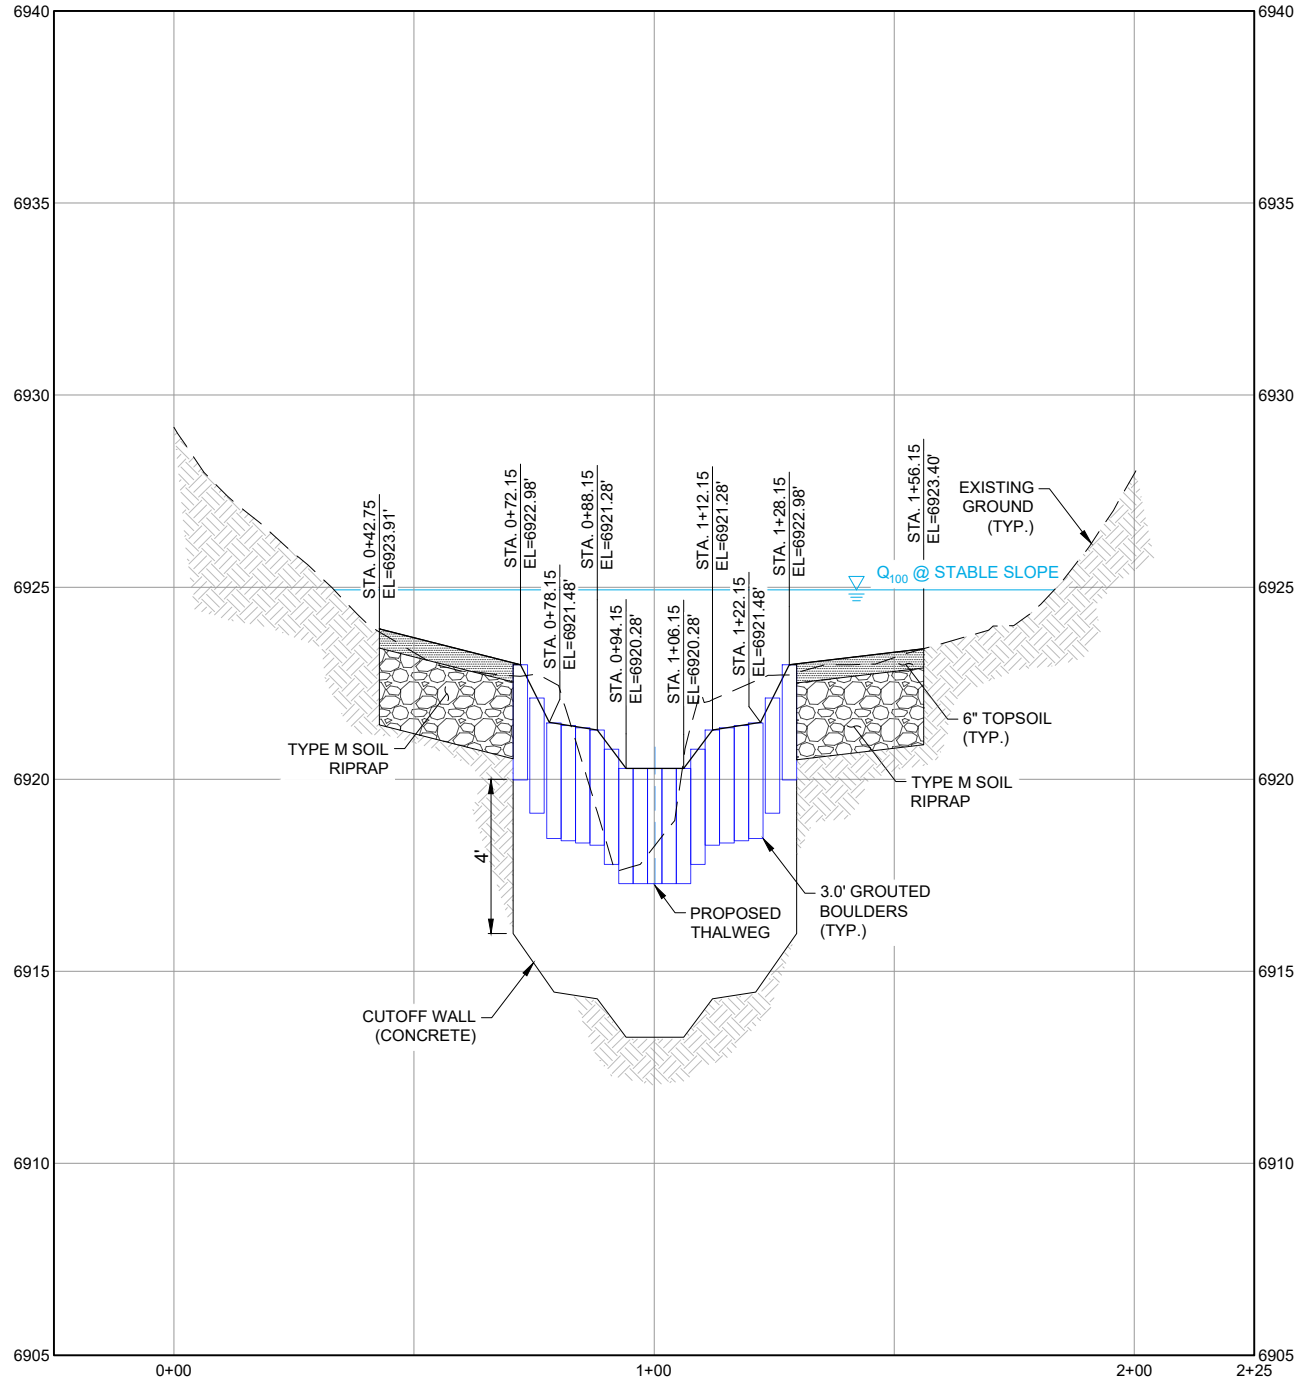 6940
6940
6935
6935
6930
6930
STA. 0+42.75
EL=6923.91'
STA. 0+72.15
EL=6922.98'
STA. 0+78.15
EL=6921.48'
STA. 0+88.15
EL=6921.28'
STA. 0+94.15
EL=6920.28'
STA. 1+06.15
EL=6920.28'
STA. 1+12.15
EL=6921.28'
STA. 1+22.15
EL=6921.48'
STA. 1+28.15
EL=6922.98'
STA. 1+56.15
EL=6923.40'
EXISTING
GROUND
(TYP.)
Q100 @ STABLE SLOPE
6925
6925
6" TOPSOIL
(TYP.)
TYPE M SOIL
RIPRAP
TYPE M SOIL
RIPRAP
6920
6920
4'
3.0' GROUTED
BOULDERS
(TYP.)
PROPOSED
THALWEG
6915
6915
CUTOFF WALL
(CONCRETE)
6910
6910
6905
6905
0+00
1+00
2+00
2+25